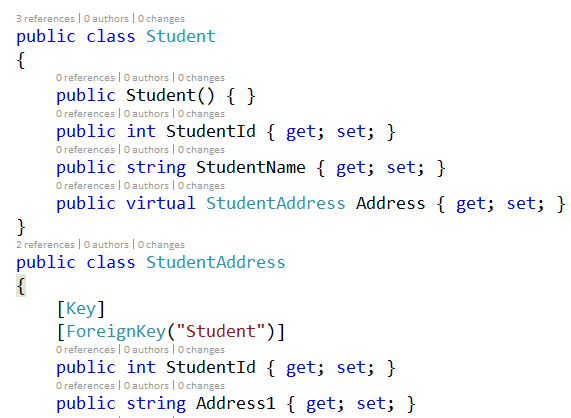 3 references | 0 authors | 0 changes
public class Student
{
0 references | 0 authors | 0 changes
public Student() { }
0 references | 0 authors | 0 changes
public int StudentId { get; set; }
0 references | 0 authors | 0 changes
public string StudentName { get; set; }
0 references | 0 authors | 0 changes
public virtual StudentAddress Address { get; set; }
}
2 references | 0 authors | 0 changes
public class StudentAddress
{
[Key]
[ForeignKey("Student")]
0 references | 0 authors | 0 changes
public int StudentId { get; set; }
0 references | 0 authors | 0 changes
public string Address1 { get; set; }